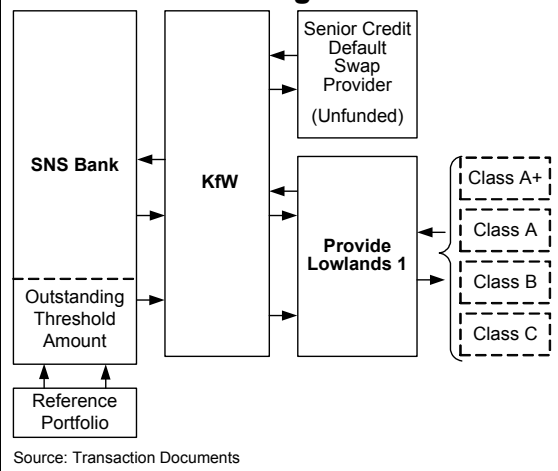 SNS Bank
Outstanding
Threshold
Amount
Reference
Portfolio
KfW
Senior Credit
Default
Swap
Provider
(Unfunded)
Provide
Lowlands 1
Class A+
Class A
Class B
Class C
Source: Transaction Documents